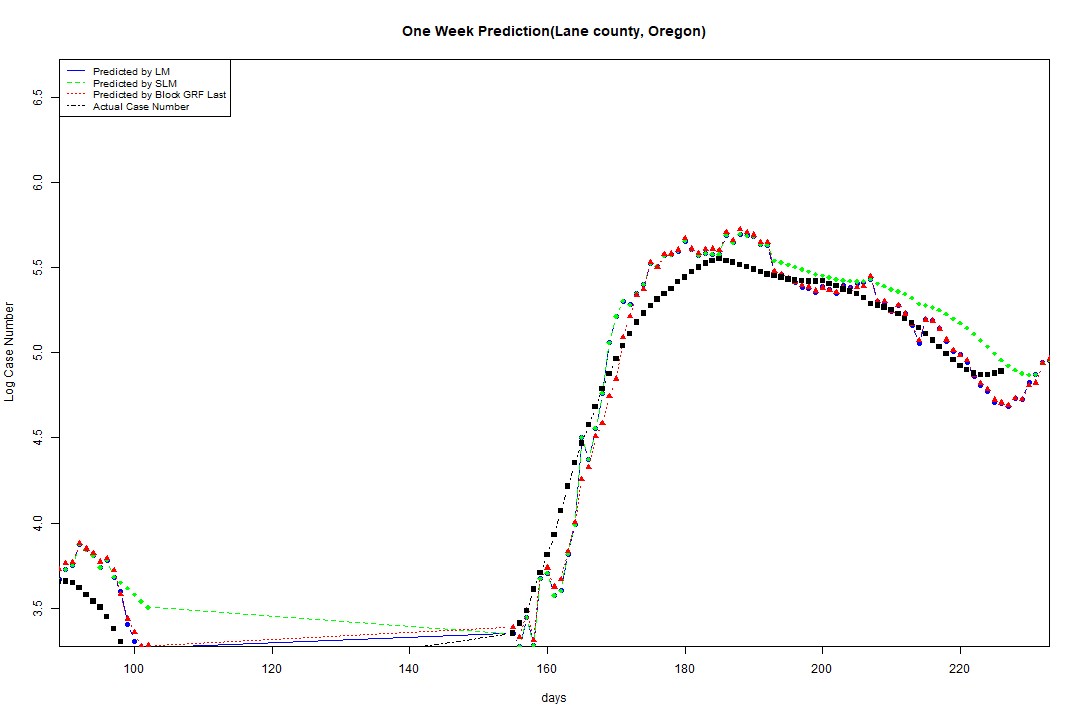 One Week Prediction(Lane county, Oregon)
Predicted by LM
Predicted by SLM
Predicted by Block GRF Last
Actual Case Number
Log Case Number
6.5
6.0
5.5
5.0
4.5
4.0
3.5
100 120 140 160 180 200 220
days